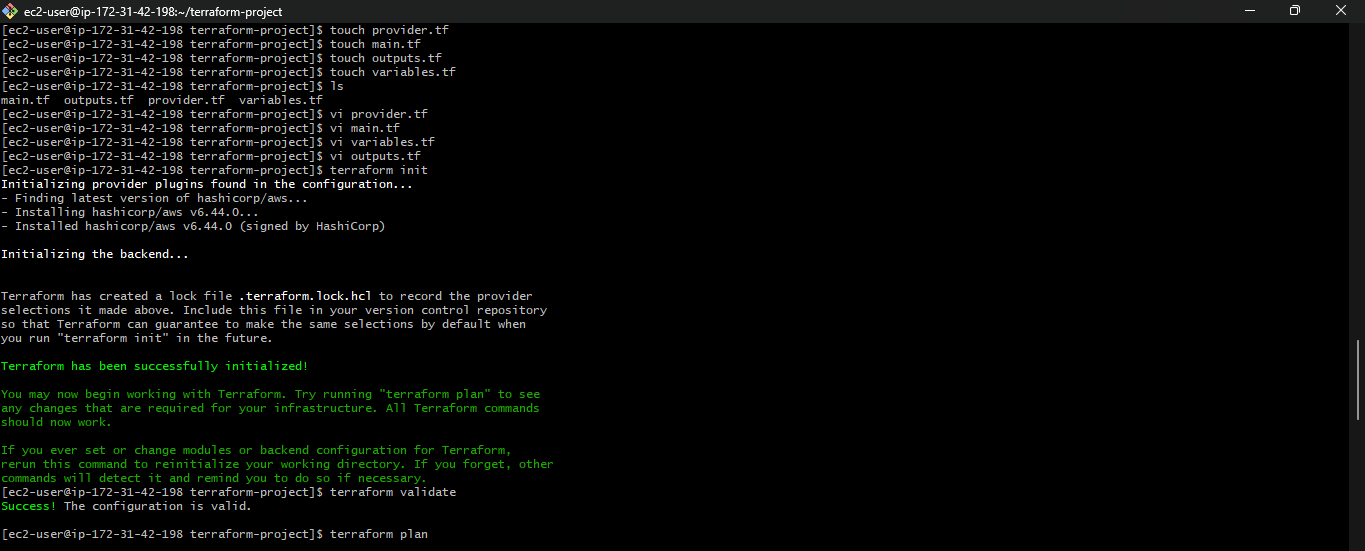 ec2-user@ip-172-31-42-198:~/terraform-project
[ec2-user@ip-172-31-42-198 terraform-project]$ touch provider.tf
[ec2-user@ip-172-31-42-198 terraform-project]$ touch main.tf
[ec2-user@ip-172-31-42-198 terraform-project]$ touch outputs.tf
[ec2-user@ip-172-31-42-198 terraform-project]$ touch variables.tf
[ec2-user@ip-172-31-42-198 terraform-project]$ ls
main.tf  outputs.tf  provider.tf  variables.tf
[ec2-user@ip-172-31-42-198 terraform-project]$ vi provider.tf
[ec2-user@ip-172-31-42-198 terraform-project]$ vi main.tf
[ec2-user@ip-172-31-42-198 terraform-project]$ vi variables.tf
[ec2-user@ip-172-31-42-198 terraform-project]$ vi outputs.tf
[ec2-user@ip-172-31-42-198 terraform-project]$ terraform init
Initializing provider plugins found in the configuration...
- Finding latest version of hashicorp/aws...
- Installing hashicorp/aws v6.44.0...
- Installed hashicorp/aws v6.44.0 (signed by HashiCorp)
Initializing the backend...
Terraform has created a lock file .terraform.lock.hcl to record the provider
selections it made above. Include this file in your version control repository
so that Terraform can guarantee to make the same selections by default when
you run "terraform init" in the future.
Terraform has been successfully initialized!
You may now begin working with Terraform. Try running "terraform plan" to see
any changes that are required for your infrastructure. All Terraform commands
should now work.
If you ever set or change modules or backend configuration for Terraform,
rerun this command to reinitialize your working directory. If you forget, other
commands will detect it and remind you to do so if necessary.
[ec2-user@ip-172-31-42-198 terraform-project]$ terraform validate
Success! The configuration is valid.
[ec2-user@ip-172-31-42-198 terraform-project]$ terraform plan